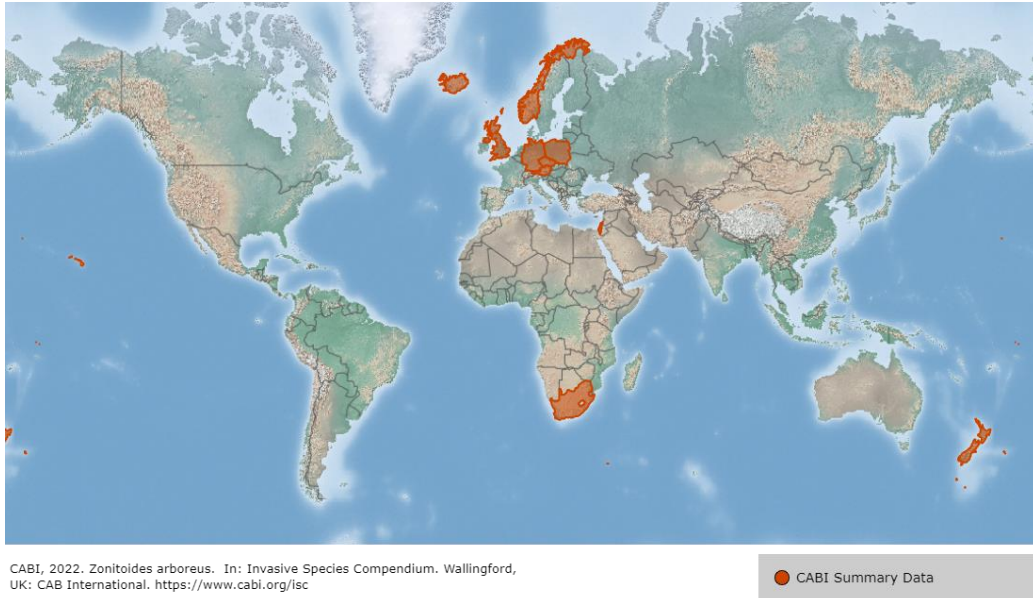 CABI, 2022. Zonitoides arboreus. In: Invasive Species Compendium. Wallingford,
UK: CAB International. https://www.cabi.org/isc
CABI Summary Data